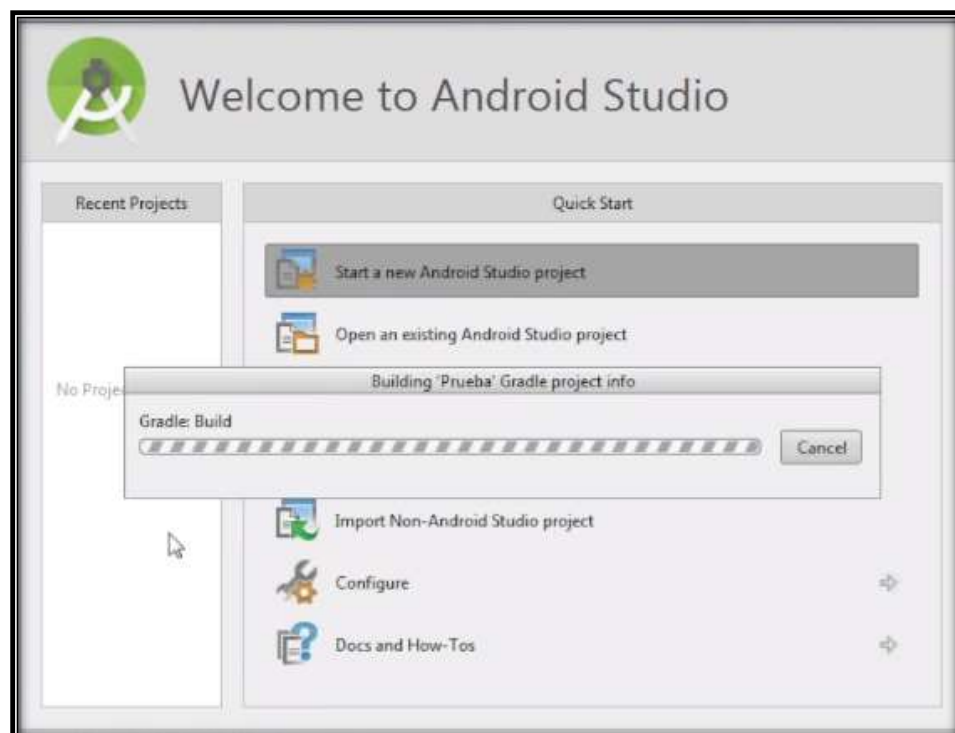 Welcome to Android Studio
Recent Projects
Quick Start
Start a new Android Studio project
Open an existing Android Studio project
No Proje
Building 'Prueba' Gradle project info
Gradle: Build
Cancel
Import Non-Android Studio project
Configure
Docs and How-Tos